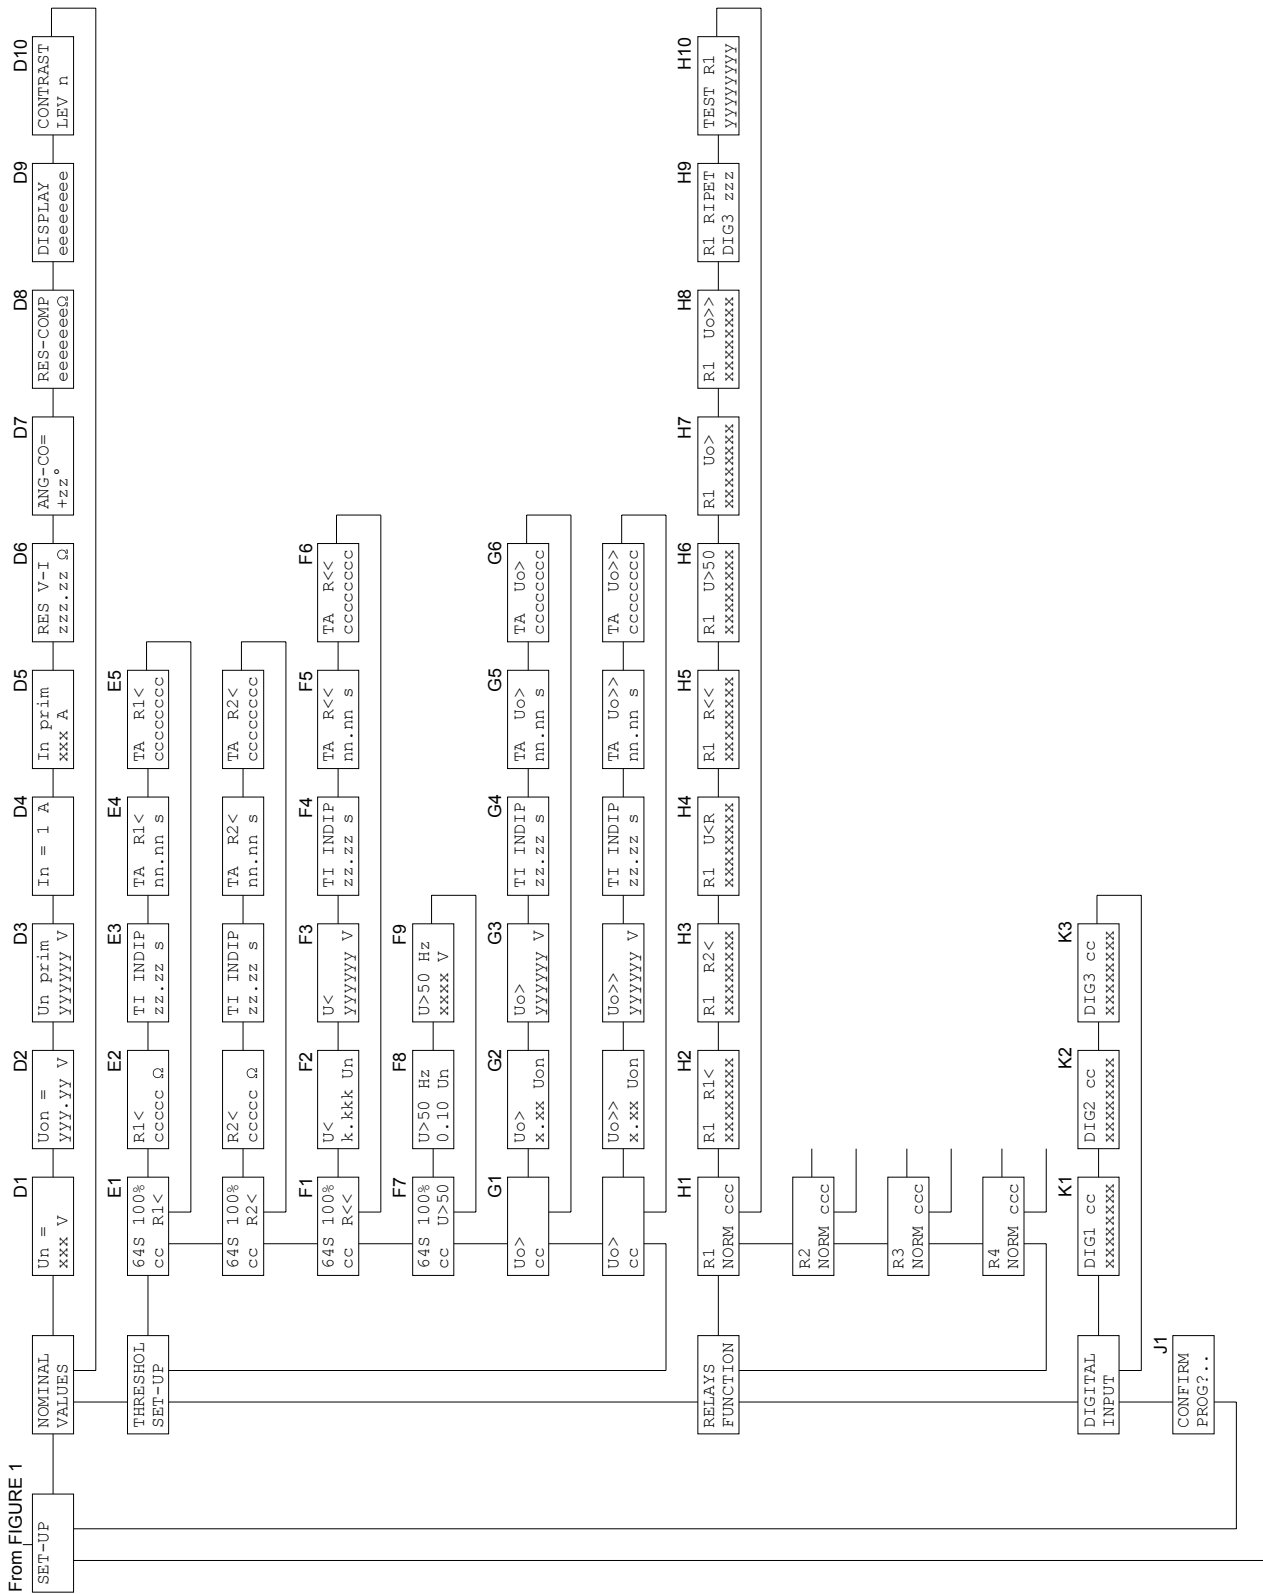 From FIGURE 1
SET-UP
NOMINAL
VALUES
D1
Un =
xxx V
D2
Uon =
yyy.yy V
D3
Un prim
yyyyyy V
D4
In = 1 A
D5
In prim
xxx A
D6
RES V-I
zzz.zz Ω
D7
ANG-CO=
+zz°
D8
RES-COMP
eeeeeeeΩ
D9
DISPLAY
eeeeeeeee
D10
CONTRAST
LEV n
THRESHOL
SET-UP
E1
64S 100%
cc R1<
E2
R1<
ccccc Ω
E3
TI INDIP
zz.zz s
E4
TA R1<
nn.nn s
E5
TA R1<
ccccccccc
64S 100%
cc R2<
R2<
ccccc Ω
TI INDIP
zz.zz s
TA R2<
nn.nn s
TA R2<
ccccccccc
F1
64S 100%
cc R<<
F2
U<
k.kkk Un
F3
U<
yyyyyy V
F4
TI INDIP
zz.zz s
F5
TA R<<
nn.nn s
F6
TA R<<
ccccccccc
F7
64S 100%
cc U>50
F8
U>50 Hz
0.10 Un
F9
U>50 Hz
xxxx V
G1
Uo>
cc
G2
Uo>
x.xx Uon
G3
Uo>
yyyyyy V
G4
TI INDIP
zz.zz s
G5
TA Uo>
nn.nn s
G6
TA Uo>
ccccccccc
Uo>
cc
Uo>>
x.xx Uon
Uo>>
yyyyyy V
TI INDIP
zz.zz s
TA Uo>>
nn.nn s
TA Uo>>
ccccccccc
RELAYS
FUNCTION
H1
R1
NORM ccc
H2
R1 R1<
xxxxxxxx
H3
R1 R2<
xxxxxxxx
H4
R1 U<R
xxxxxxxx
H5
R1 R<<
xxxxxxxx
H6
R1 U>50
xxxxxxxx
H7
R1 Uo>
xxxxxxxx
H8
R1 Uo>>
xxxxxxxx
H9
R1 RIPET
DIG3 zzz
H10
TEST R1
yyyyyyyyy
R2
NORM ccc
R3
NORM ccc
R4
NORM ccc
DIGITAL
INPUT
K1
DIG1 cc
xxxxxxxxx
K2
DIG2 cc
xxxxxxxxx
K3
DIG3 cc
xxxxxxxxx
J1
CONFIRM
PROG?..